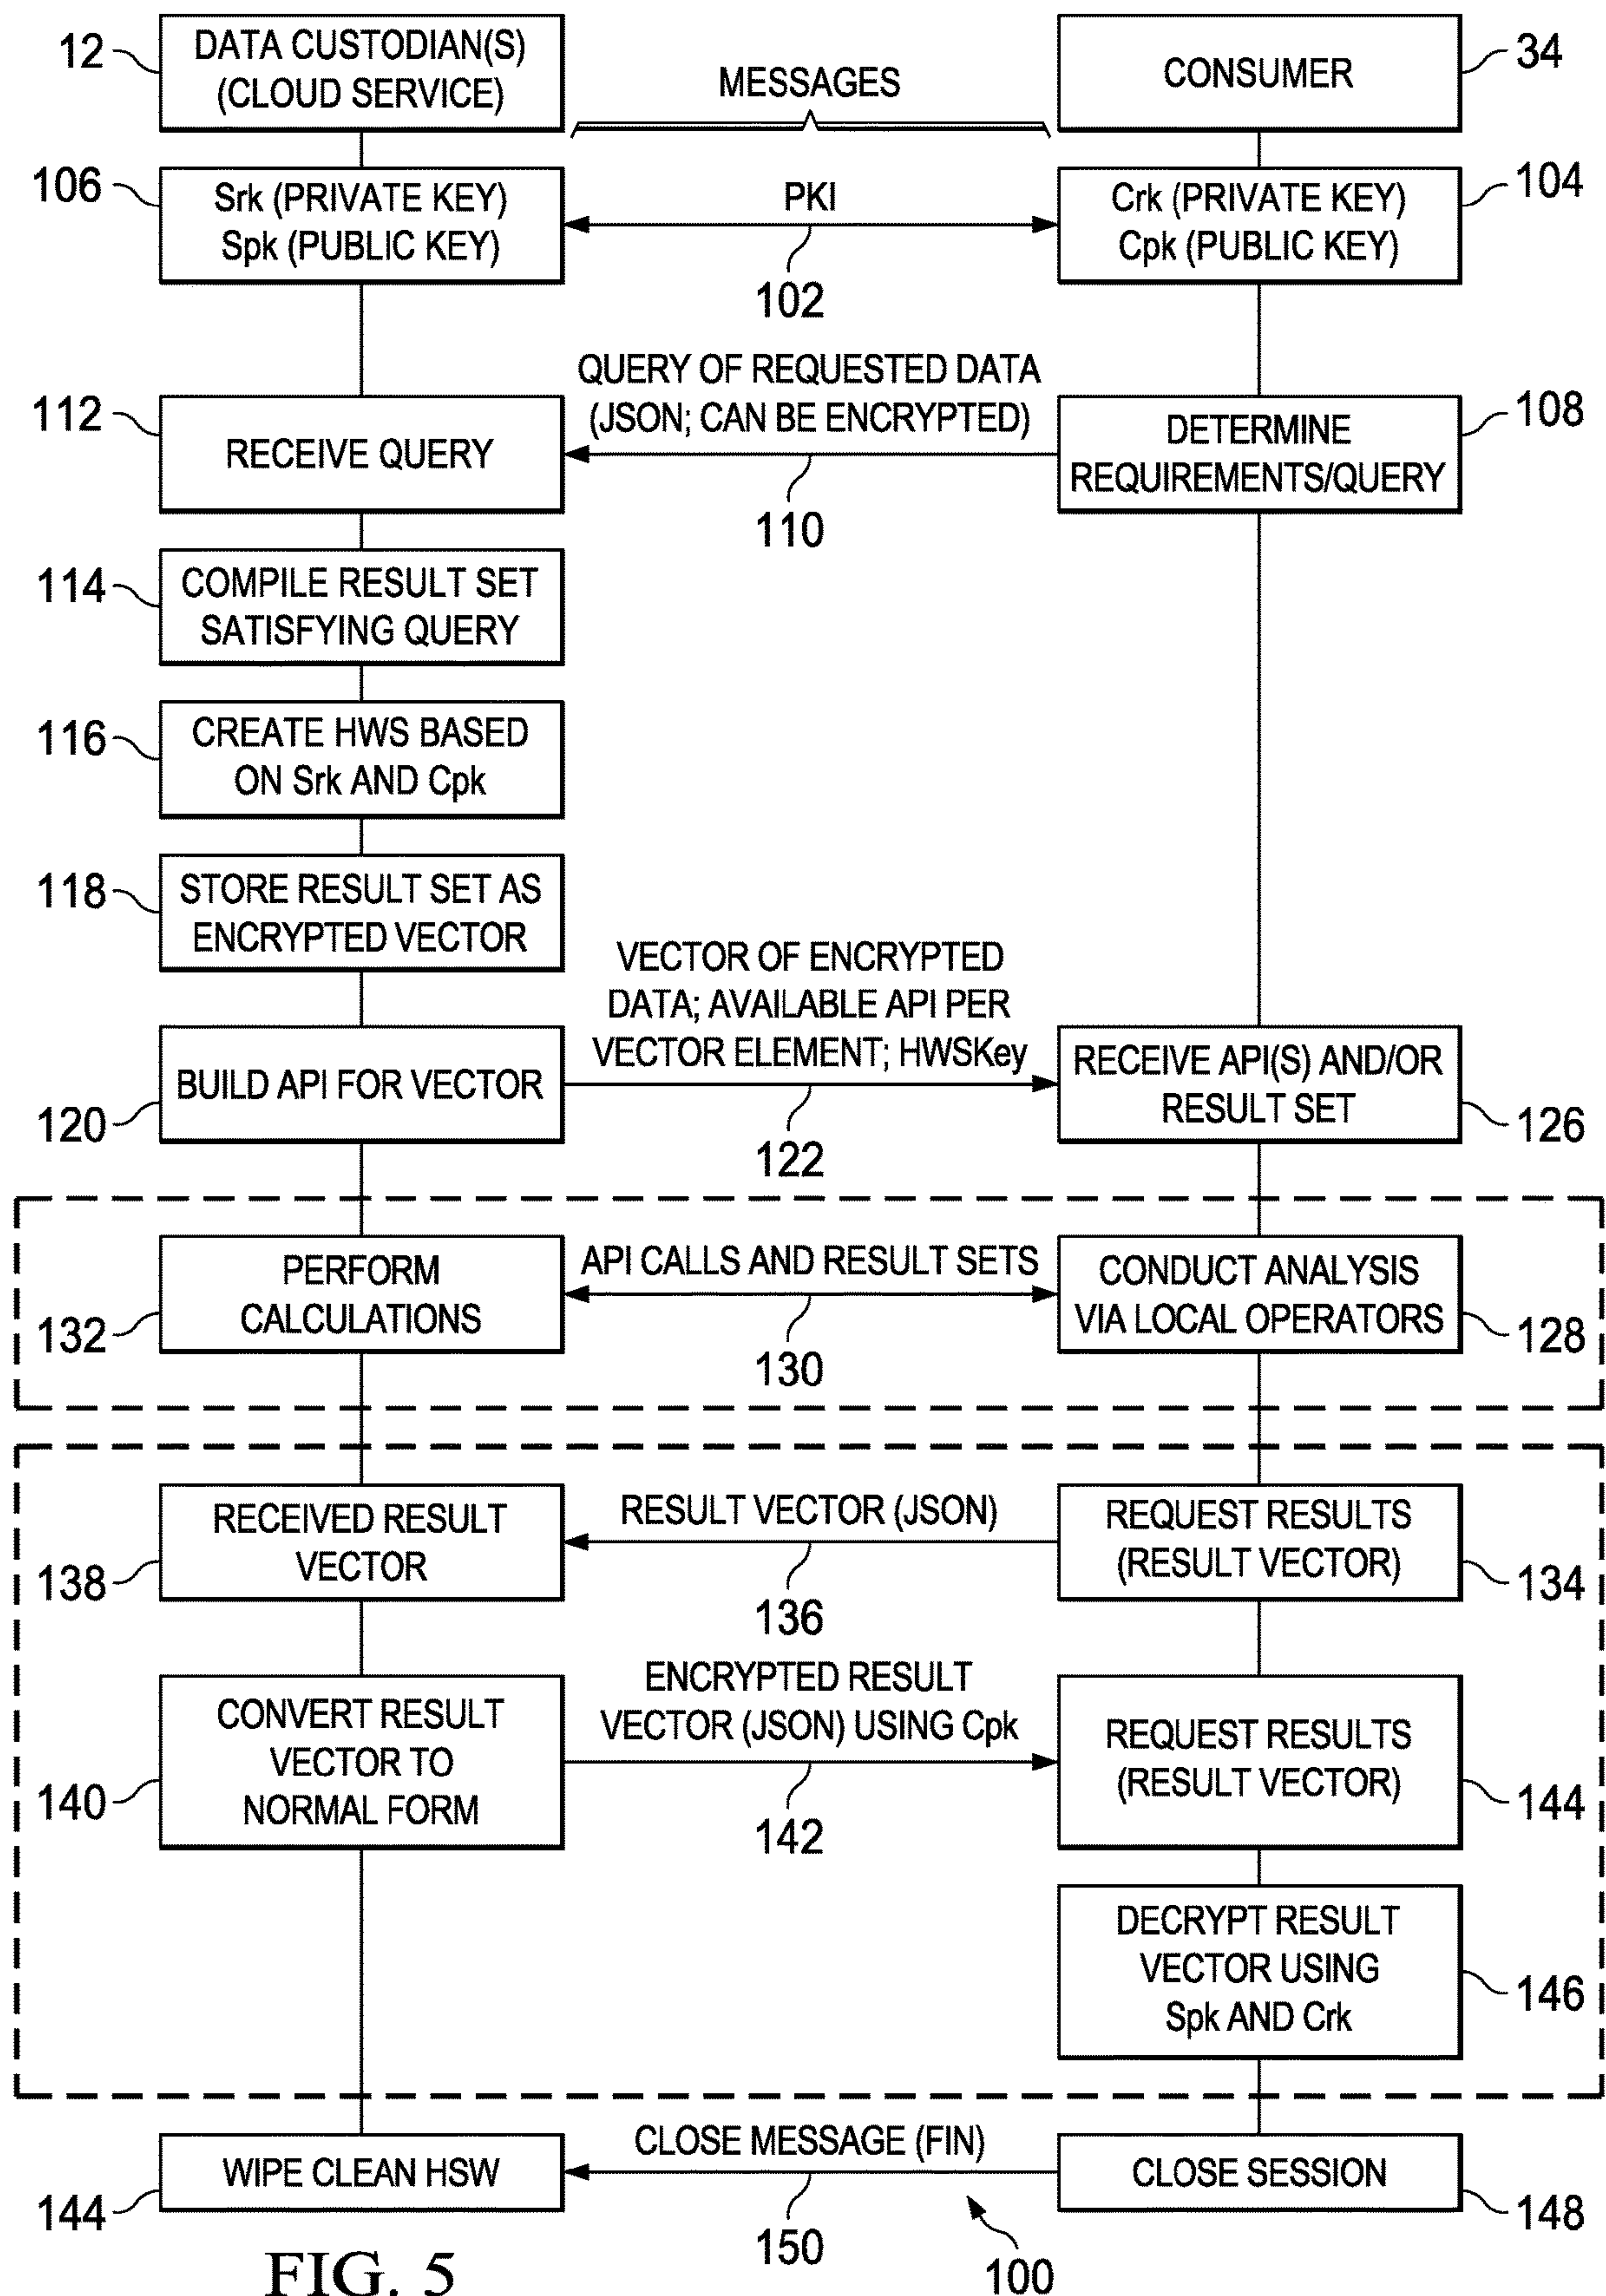 12
DATA CUSTODIAN(S)
(CLOUD SERVICE)
MESSAGES
CONSUMER
34
106
Srk (PRIVATE KEY)
Spk (PUBLIC KEY)
PKI
102
Crk (PRIVATE KEY)
Cpk (PUBLIC KEY)
104
112
RECEIVE QUERY
QUERY OF REQUESTED DATA
(JSON; CAN BE ENCRYPTED)
110
DETERMINE
REQUIREMENTS/QUERY
108
114
COMPILE RESULT SET
SATISFYING QUERY
116
CREATE HWS BASED
ON Srk AND Cpk
118
STORE RESULT SET AS
ENCRYPTED VECTOR
BUILD API FOR VECTOR
120
VECTOR OF ENCRYPTED
DATA; AVAILABLE API PER
VECTOR ELEMENT; HWSKey
122
RECEIVE API(S) AND/OR
RESULT SET
126
PERFORM
CALCULATIONS
132
API CALLS AND RESULT SETS
130
CONDUCT ANALYSIS
VIA LOCAL OPERATORS
128
RECEIVED RESULT
VECTOR
138
RESULT VECTOR (JSON)
136
REQUEST RESULTS
(RESULT VECTOR)
134
CONVERT RESULT
VECTOR TO
NORMAL FORM
140
ENCRYPTED RESULT
VECTOR (JSON) USING Cpk
142
REQUEST RESULTS
(RESULT VECTOR)
144
DECRYPT RESULT
VECTOR USING
Spk AND Crk
146
WIPE CLEAN HSW
144
CLOSE MESSAGE (FIN)
150
CLOSE SESSION
148
100
FIG. 5